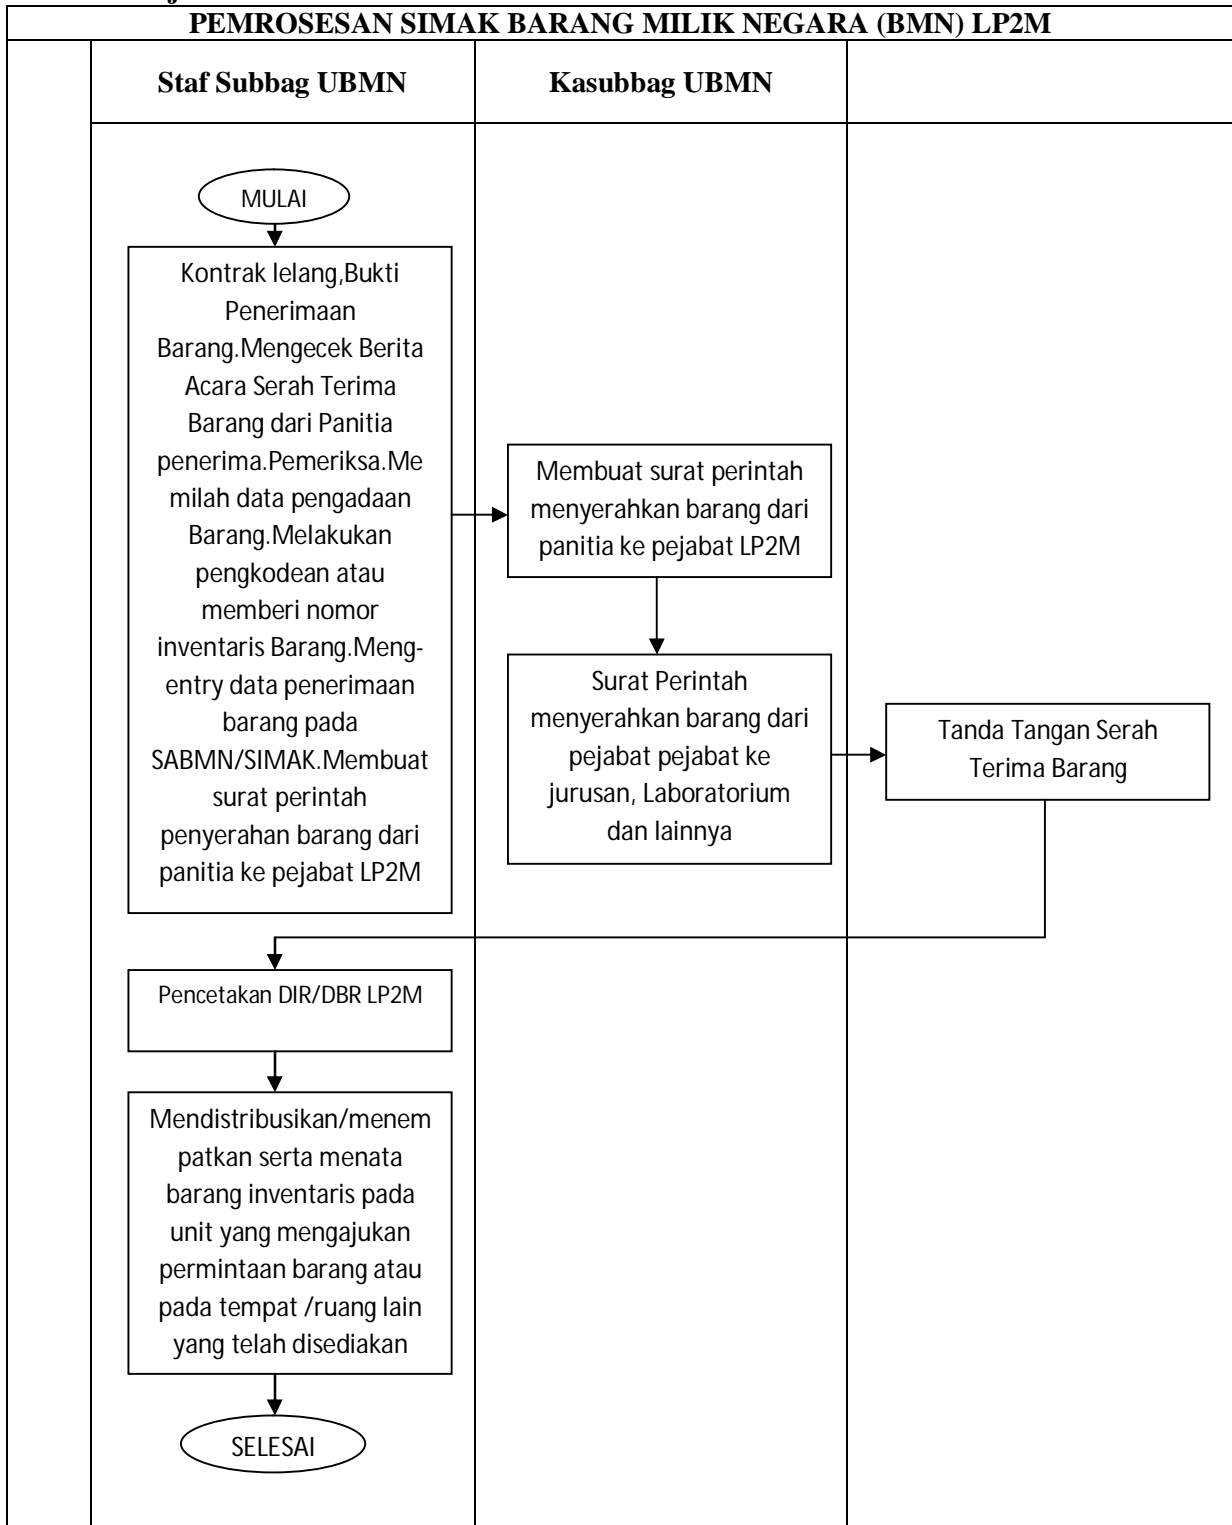 PEMROSESAN SIMAK BARANG MILIK NEGARA (BMN) LP2M
Staf Subbag UBMN
Kasubbag UBMN
MULAI
Kontrak lelang,Bukti
Penerimaan
Barang.Mengecek Berita
Acara Serah Terima
Barang dari Panitia
penerima.Pemeriksa.Me
milah data pengadaan
Barang.Melakukan
pengkodean atau
memberi nomor
inventaris Barang.Meng-
entry data penerimaan
barang pada
SABMN/SIMAK.Membuat
surat perintah
penyerahan barang dari
panitia ke pejabat LP2M
Membuat surat perintah
menyerahkan barang dari
panitia ke pejabat LP2M
Surat Perintah
menyerahkan barang dari
pejabat pejabat ke
jurusan, Laboratorium
dan lainnya
Tanda Tangan Serah
Terima Barang
Pencetakan DIR/DBR LP2M
Mendistribusikan/menem
patkan serta menata
barang inventaris pada
unit yang mengajukan
permintaan barang atau
pada tempat /ruang lain
yang telah disediakan
SELESAI